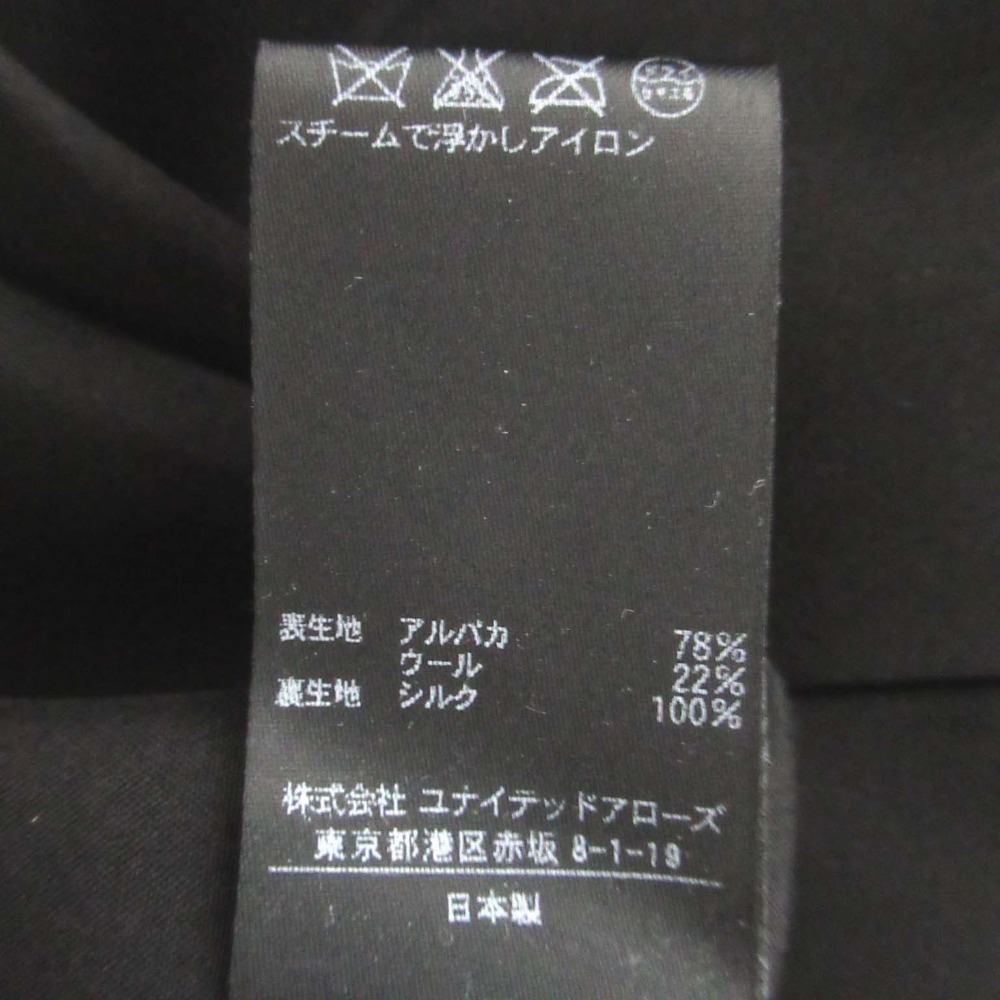 スチームで浮かしアイロン
表生地 アルパカ 78%
ウール 22%
裏生地 シルク 100%
株式会社 ユナイテッドアローズ
東京都港区赤坂 8-1-19
日本製